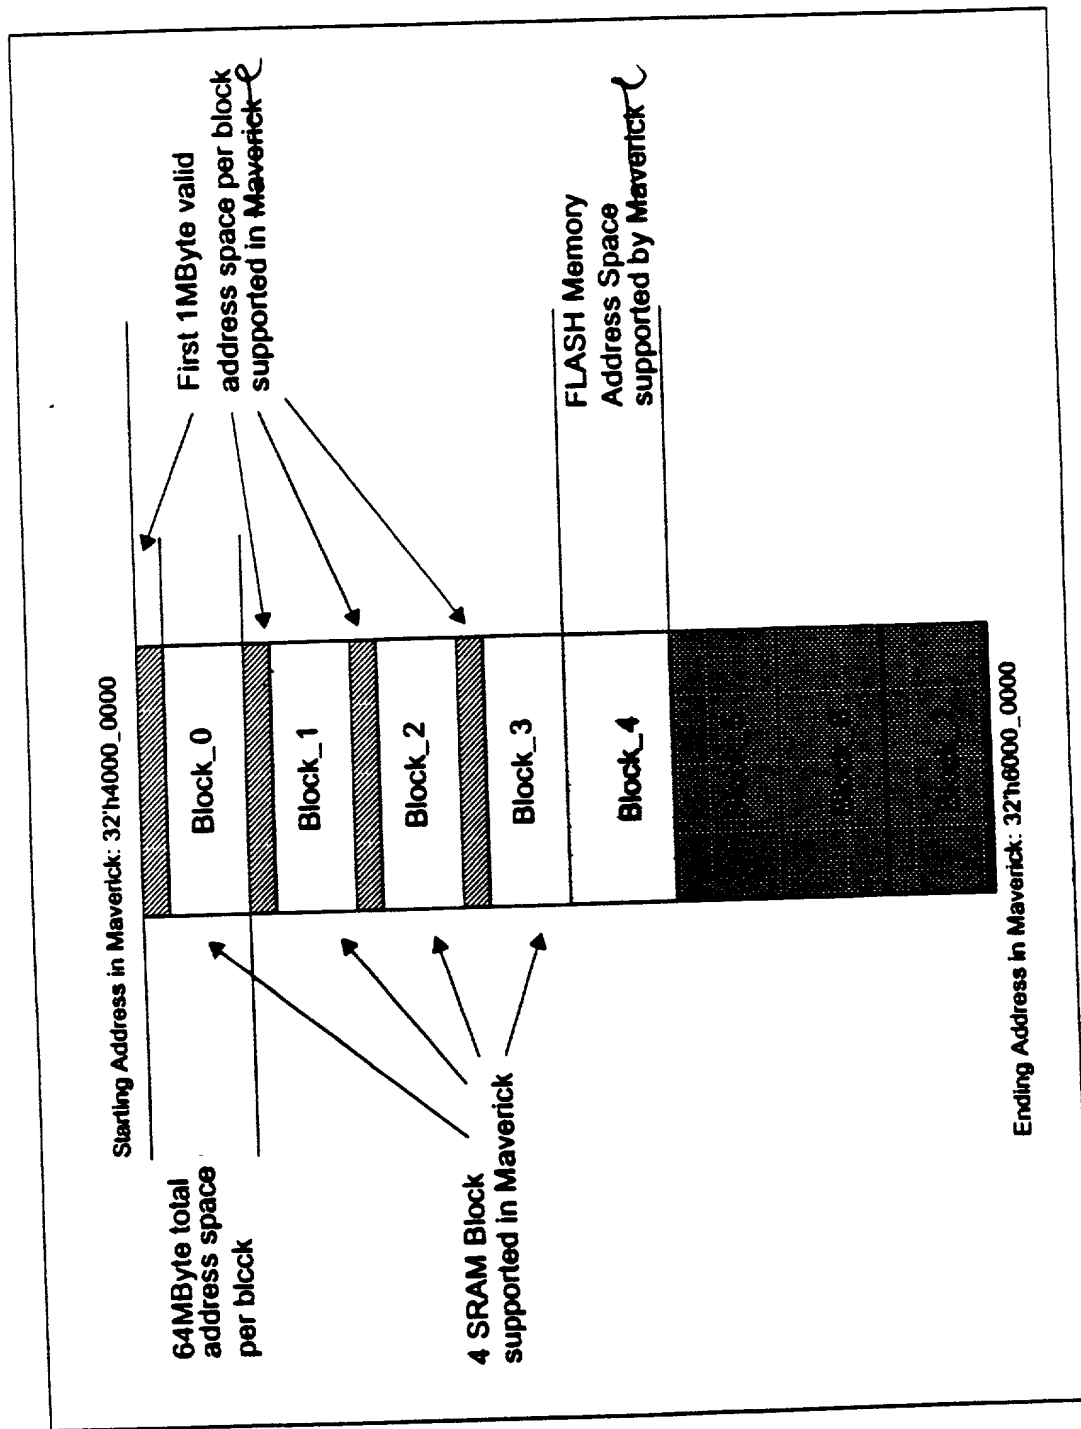 Starting Address in Maverick: 32'h4000_0000
64MByte total
address space
per blcck
First 1MByte valid
address space per block
supported in Maverick
Block_0
Block_1
Block_2
Block_3
Block_4
4 SRAM Block
supported in Maverick
FLASH Memory
Address Space
supported by Maverick
Ending Address in Maverick: 32'h6000_0000